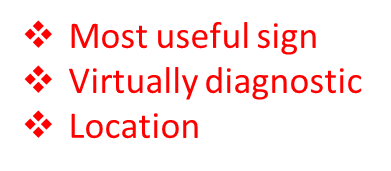 ❖ Most useful sign
❖ Virtually diagnostic
❖ Location